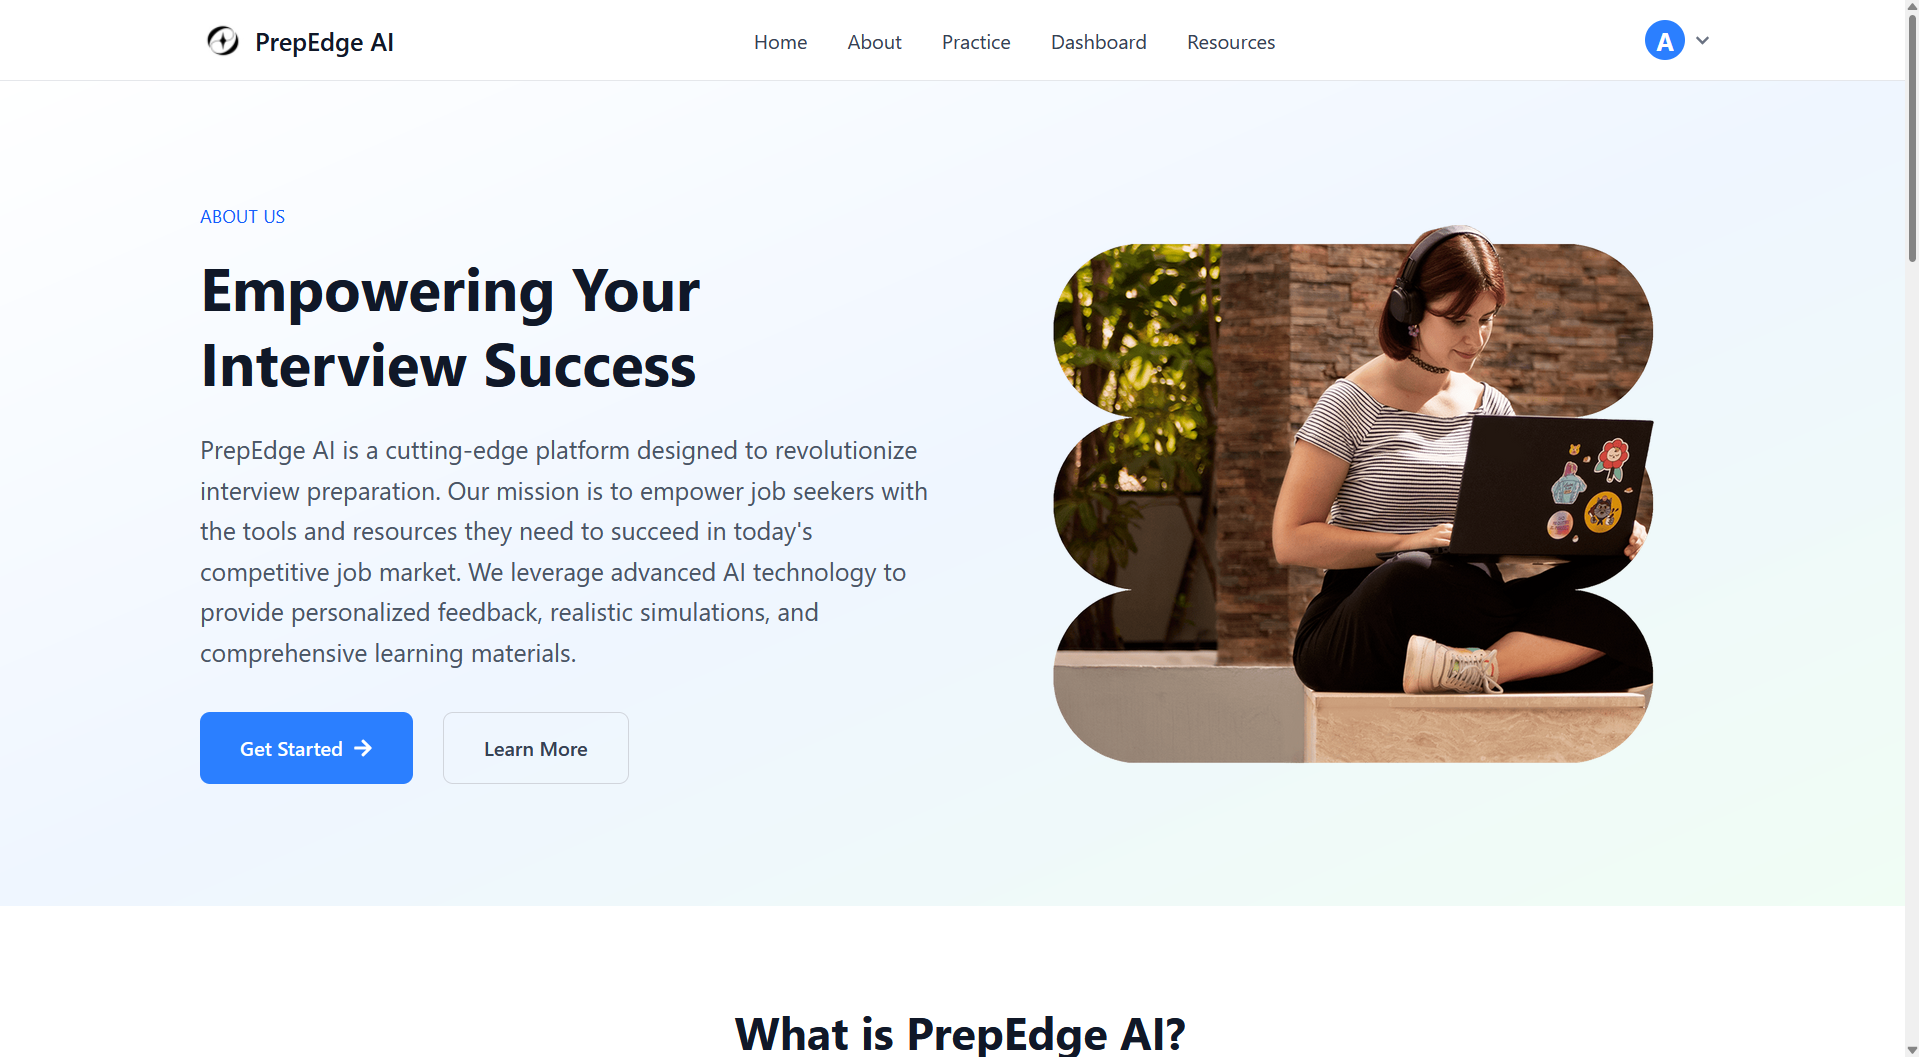 PrepEdge AI
Home
About
Practice
Dashboard
Resources
A
ABOUT US
Empowering Your
Interview Success
PrepEdge AI is a cutting-edge platform designed to revolutionize
interview preparation. Our mission is to empower job seekers with
the tools and resources they need to succeed in today's
competitive job market. We leverage advanced AI technology to
provide personalized feedback, realistic simulations, and
comprehensive learning materials.
Get Started
Learn More
What is PrepEdge AI?